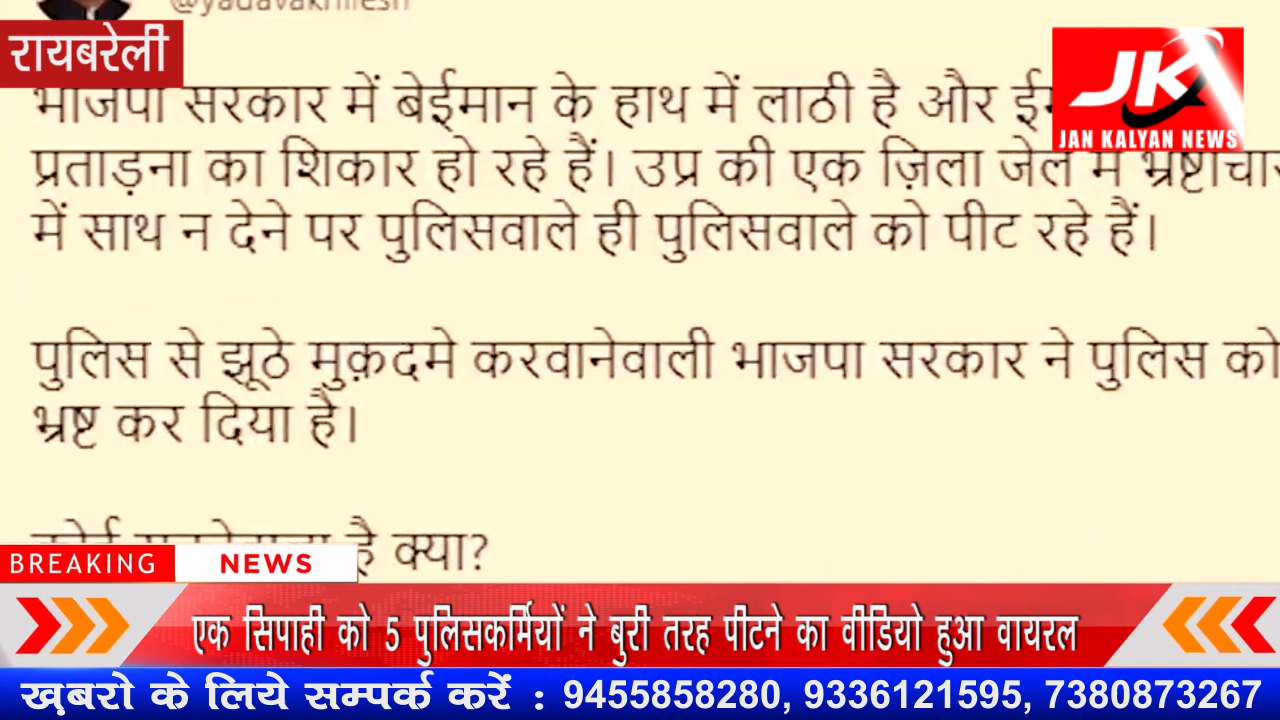 @yadavakhilesh
रायबरेली
JK
JAN KALYAN NEWS
भाजपा सरकार में बेईमान के हाथ में लाठी है और
प्रताड़ना का शिकार हो रहे हैं। उप्र की एक ज़िला जेल में भ्रष्टाचार
में साथ न देने पर पुलिसवाले ही पुलिसवाले को पीट रहे हैं।
पुलिस से झूठे मुक़दमे करवानेवाली भाजपा सरकार ने पुलिस को
भ्रष्ट कर दिया है।
है क्या?
BREAKING NEWS
एक सिपाही को 5 पुलिसकर्मियों ने बुरी तरह पीटने का वीडियो हुआ वायरल
ख़बरो के लिये सम्पर्क करें : 9455858280, 9336121595, 7380873267